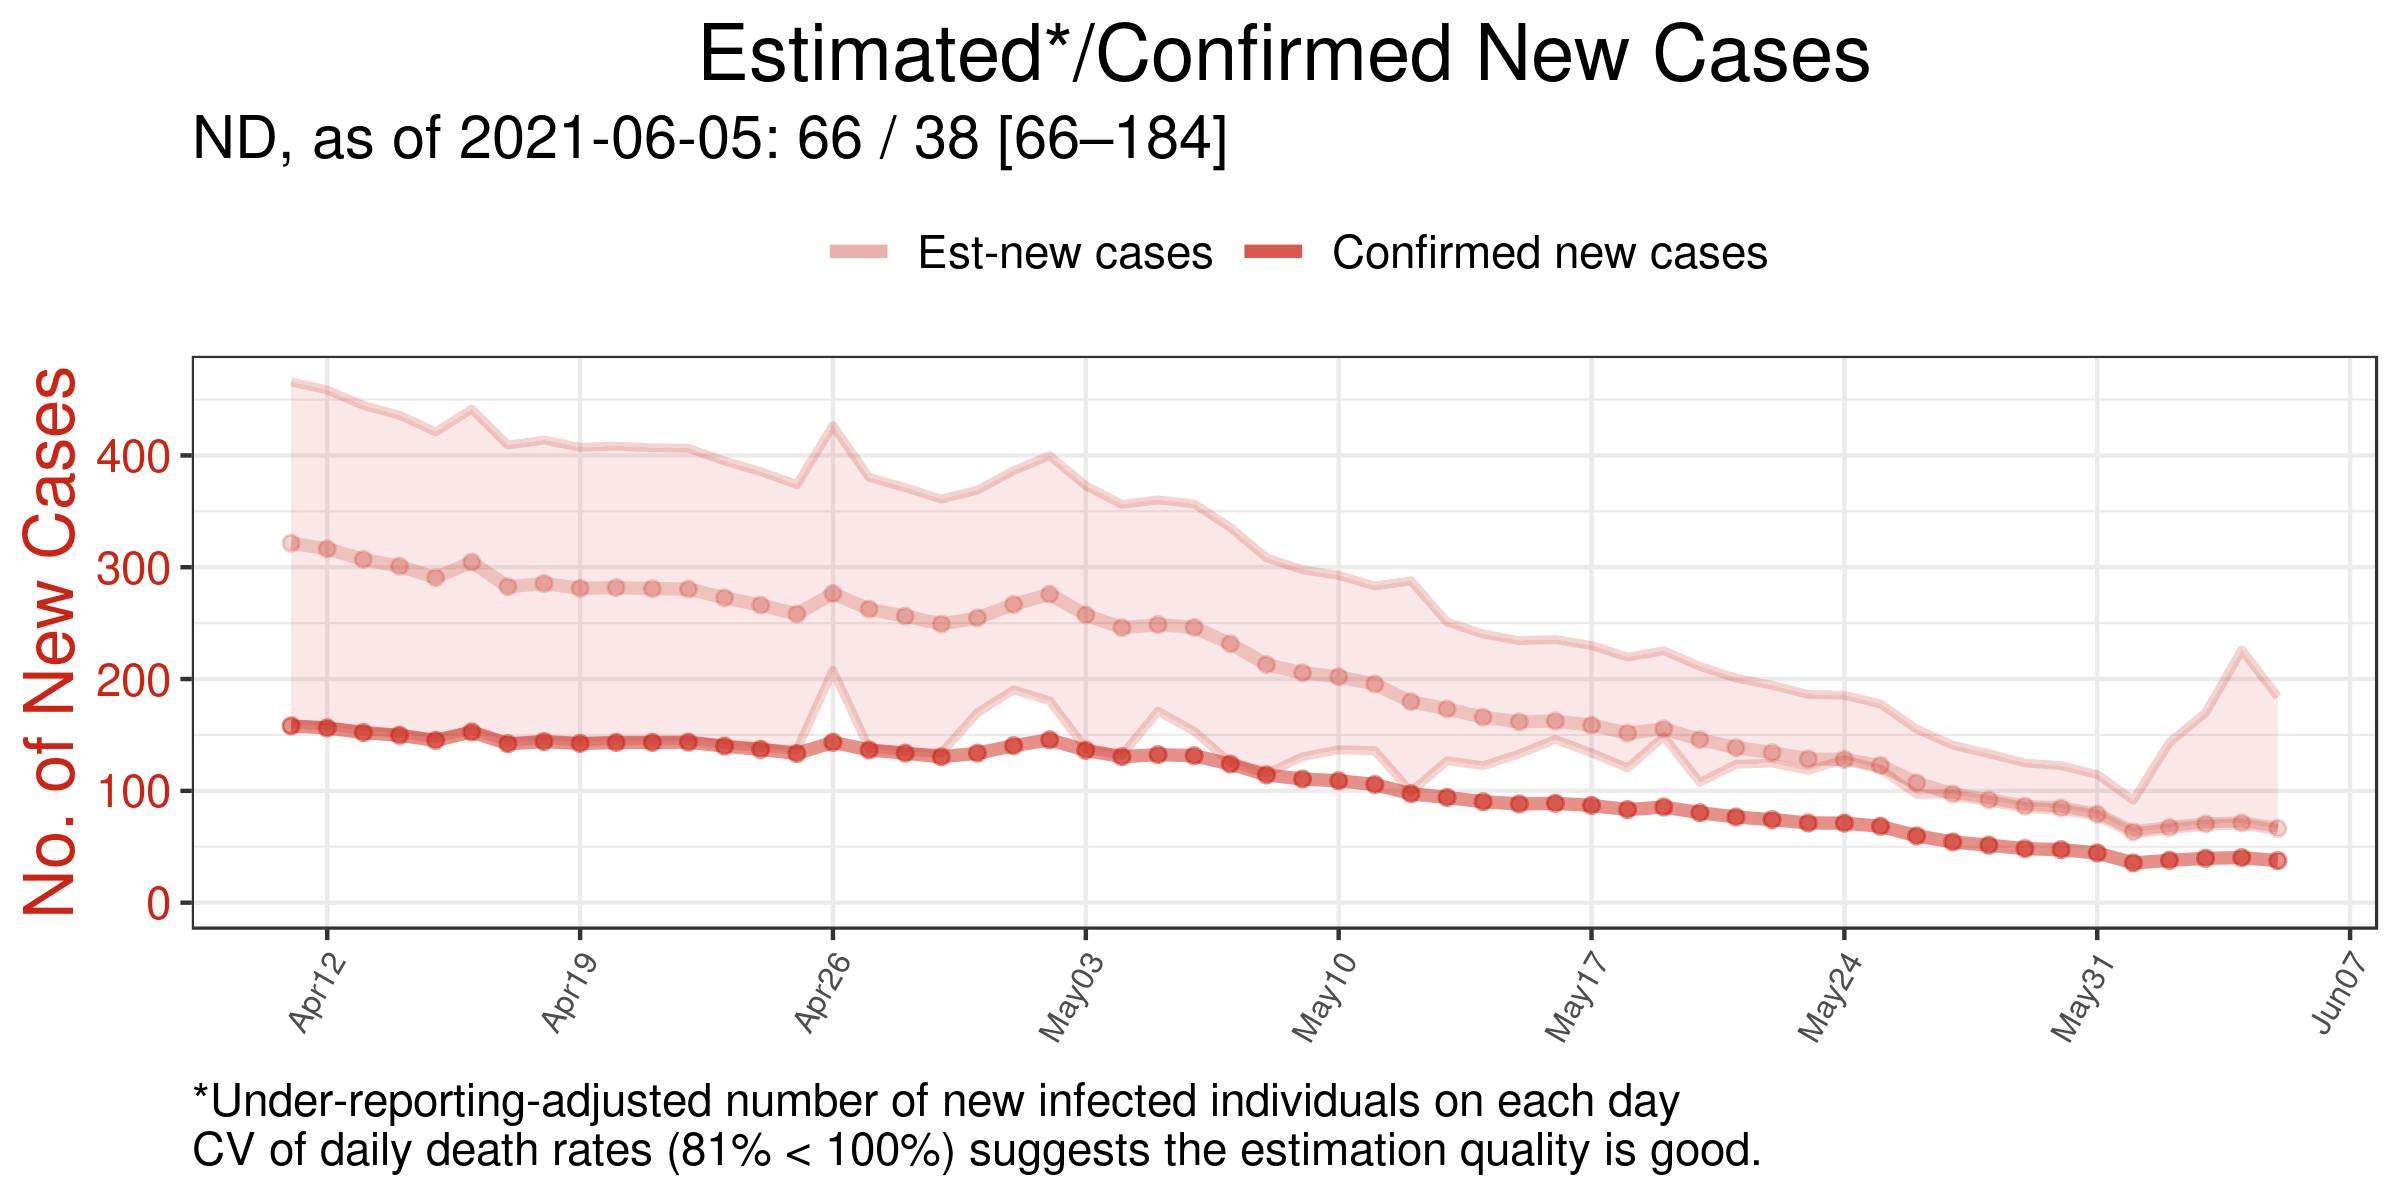 Estimated*/Confirmed New Cases
ND, as of 2021-06-05: 66 / 38 [66–184]
Est-new cases
Confirmed new cases
No. of New Cases
400
300
200
100
0
Apr12
Apr19
Apr26
May03
May10
May17
May24
May31
Jun07
*Under-reporting-adjusted number of new infected individuals on each day
CV of daily death rates (81% < 100%) suggests the estimation quality is good.